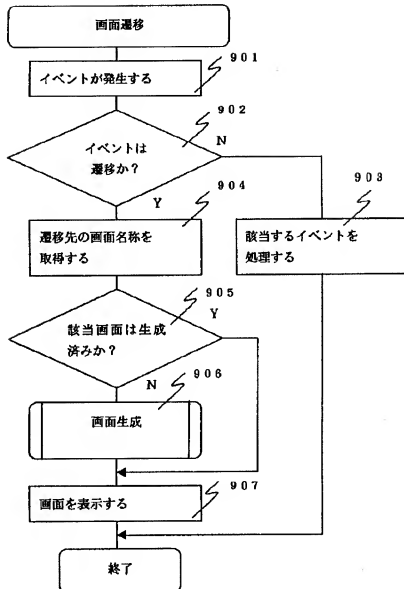 画面遷移
901
イベントが発生する
902
イベントは
遷移か？
N
Y
904
903
遷移先の画面名称を
取得する
該当するイベントを
処理する
905
該当画面は生成
済みか？
Y
N
906
画面生成
907
画面を表示する
終了